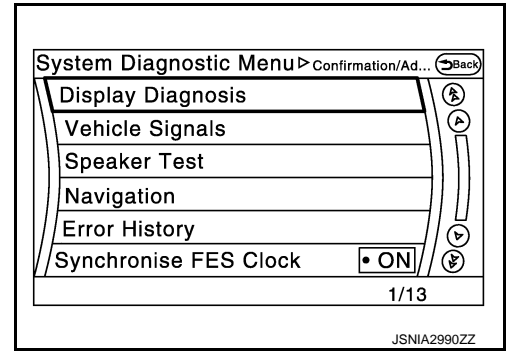 System Diagnostic Menu▷Confirmation/Ad... Back
Display Diagnosis
Vehicle Signals
Speaker Test
Navigation
Error History
Synchronise FES Clock • ON
1/13
JSNIA2990ZZ